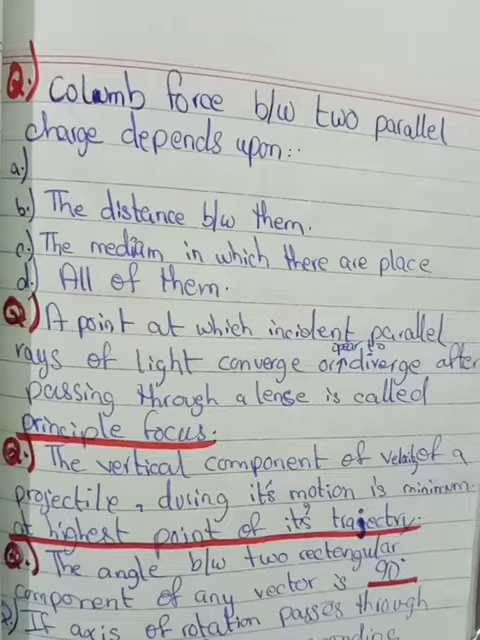 Q.) Columb force b/w two parallel
charge depends upon:-
a.)
b.) The distance b/w them.
c.) The medium in which there are place
d.) All of them.
Q.) A point at which incident parallel
rays of light converge or apear to diverge after
passing through a lense is called
principle focus.
Q.) The vertical component of velocity of a
projectile, during it's motion is minimum
at highest point of it's trajectry.
Q.) The angle b/w two rectangular
component of any vector is 90°
Q.) If axis of rotation passes through